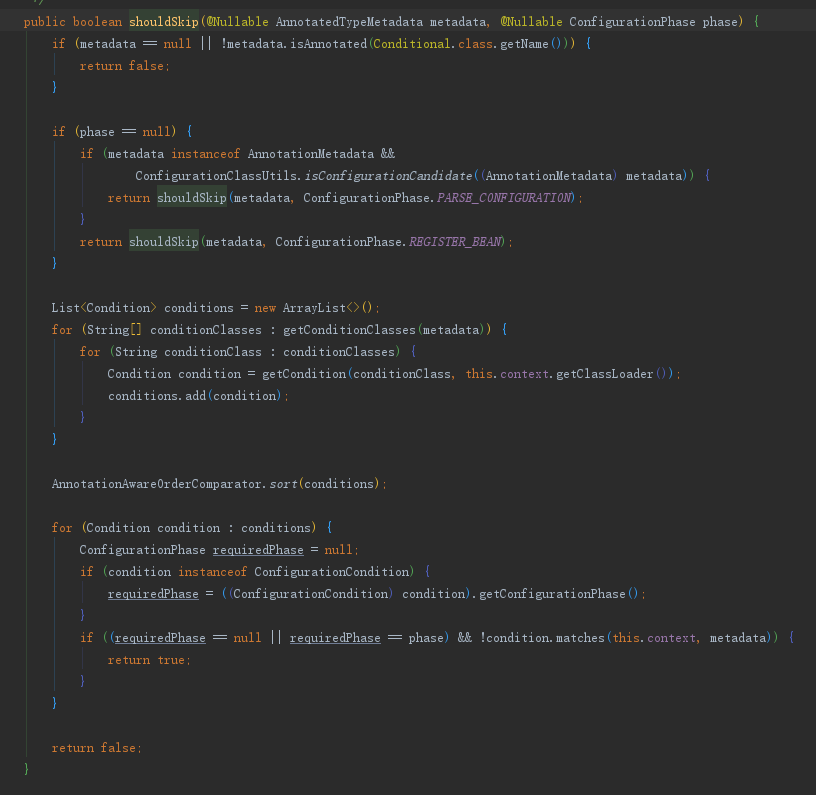 */
public boolean shouldSkip(@Nullable AnnotatedTypeMetadata metadata, @Nullable ConfigurationPhase phase) {
    if (metadata == null || !metadata.isAnnotated(Conditional.class.getName())) {
        return false;
    }

    if (phase == null) {
        if (metadata instanceof AnnotationMetadata &&
                ConfigurationClassUtils.isConfigurationCandidate((AnnotationMetadata) metadata)) {
            return shouldSkip(metadata, ConfigurationPhase.PARSE_CONFIGURATION);
        }
        return shouldSkip(metadata, ConfigurationPhase.REGISTER_BEAN);
    }

    List<Condition> conditions = new ArrayList<>();
    for (String[] conditionClasses : getConditionClasses(metadata)) {
        for (String conditionClass : conditionClasses) {
            Condition condition = getCondition(conditionClass, this.context.getClassLoader());
            conditions.add(condition);
        }
    }

    AnnotationAwareOrderComparator.sort(conditions);

    for (Condition condition : conditions) {
        ConfigurationPhase requiredPhase = null;
        if (condition instanceof ConfigurationCondition) {
            requiredPhase = ((ConfigurationCondition) condition).getConfigurationPhase();
        }
        if ((requiredPhase == null || requiredPhase == phase) && !condition.matches(this.context, metadata)) {
            return true;
        }
    }

    return false;
}